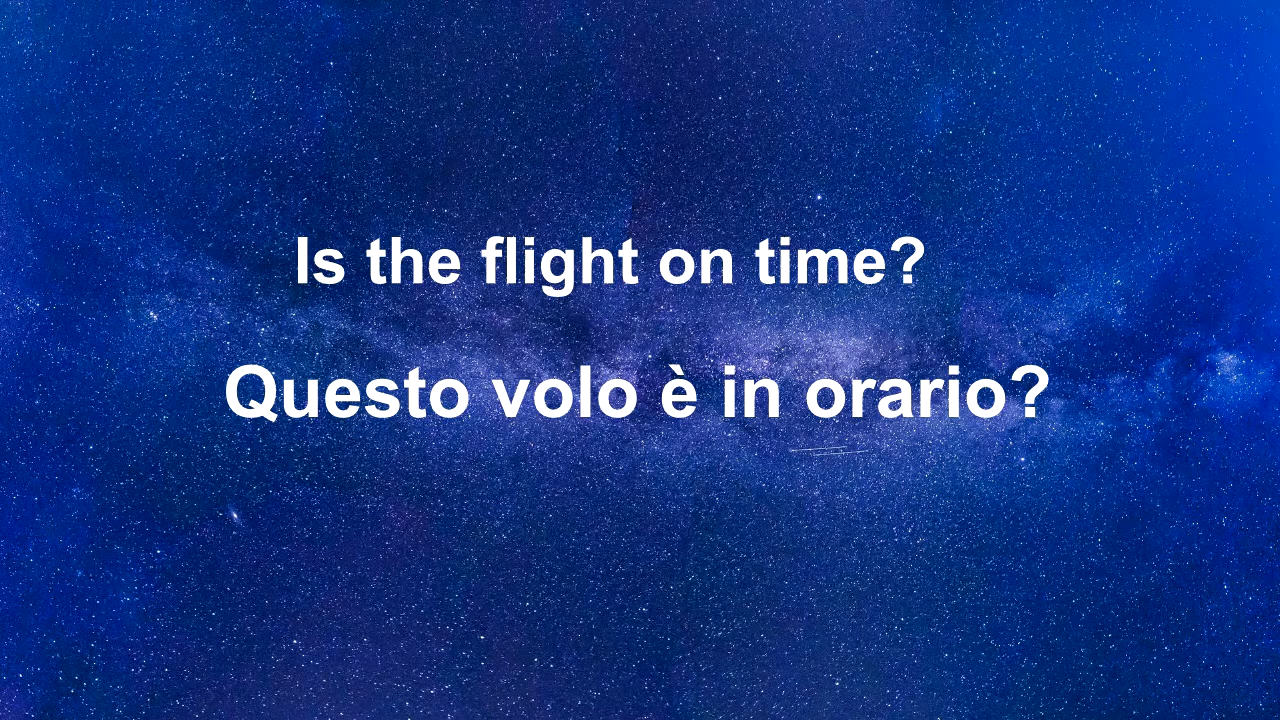 Is the flight on time?
Questo volo è in orario?